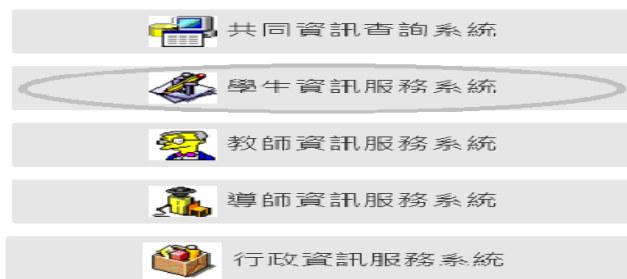 共同資訊查詢系統
學生資訊服務系統
教師資訊服務系統
導師資訊服務系統
行政資訊服務系統